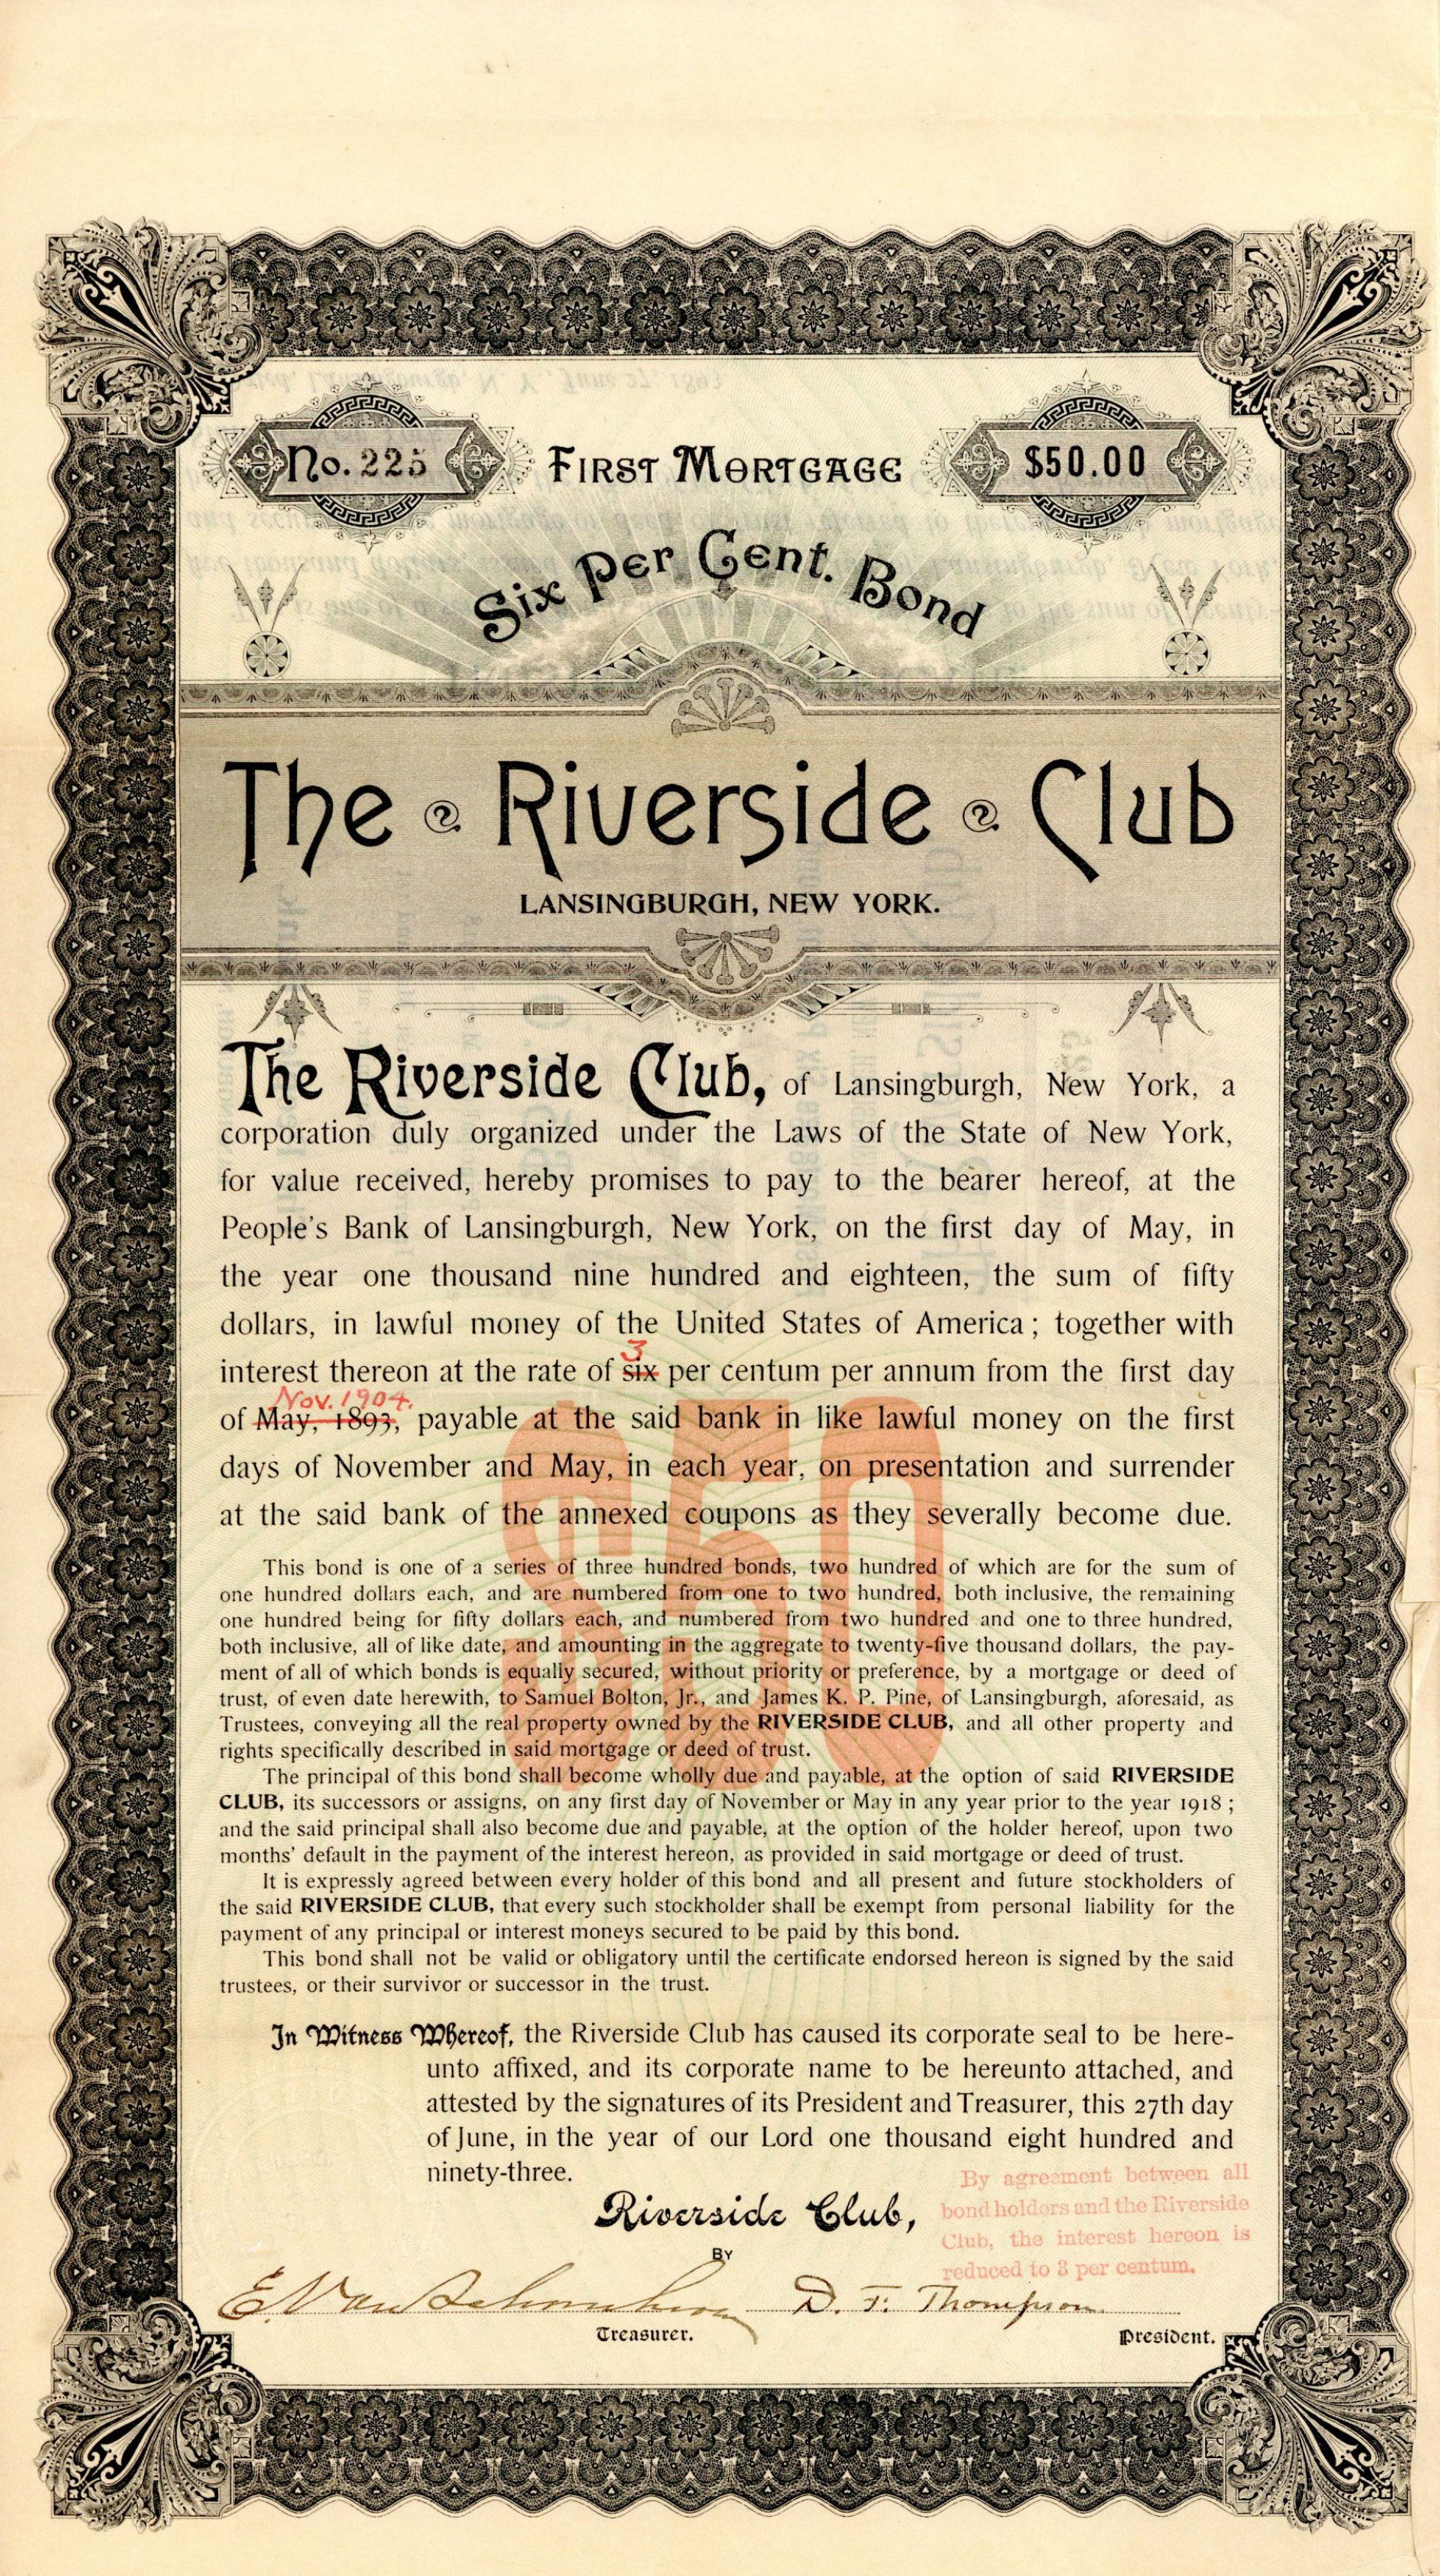 No. 225
FIRST MORTGAGE
$50.00
Six Per Cent. Bond
The Riverside Club
LANSINGBURGH, NEW YORK.
The Riverside Club, of Lansingburgh, New York, a
corporation duly organized under the Laws of the State of New York,
for value received, hereby promises to pay to the bearer hereof, at the
People's Bank of Lansingburgh, New York, on the first day of May, in
the year one thousand nine hundred and eighteen, the sum of fifty
dollars, in lawful money of the United States of America; together with
3
interest thereon at the rate of six per centum per annum from the first day
Nov. 1904.
of May, 1893, payable at the said bank in like lawful money on the first
days of November and May, in each year, on presentation and surrender
at the said bank of the annexed coupons as they severally become due.
$50
This bond is one of a series of three hundred bonds, two hundred of which are for the sum of
one hundred dollars each, and are numbered from one to two hundred, both inclusive, the remaining
one hundred being for fifty dollars each, and numbered from two hundred and one to three hundred,
both inclusive, all of like date, and amounting in the aggregate to twenty-five thousand dollars, the pay-
ment of all of which bonds is equally secured, without priority or preference, by a mortgage or deed of
trust, of even date herewith, to Samuel Bolton, Jr., and James K. P. Pine, of Lansingburgh, aforesaid, as
Trustees, conveying all the real property owned by the RIVERSIDE CLUB, and all other property and
rights specifically described in said mortgage or deed of trust.
The principal of this bond shall become wholly due and payable, at the option of said RIVERSIDE
CLUB, its successors or assigns, on any first day of November or May in any year prior to the year 1918;
and the said principal shall also become due and payable, at the option of the holder hereof, upon two
months' default in the payment of the interest hereon, as provided in said mortgage or deed of trust.
It is expressly agreed between every holder of this bond and all present and future stockholders of
the said RIVERSIDE CLUB, that every such stockholder shall be exempt from personal liability for the
payment of any principal or interest moneys secured to be paid by this bond.
This bond shall not be valid or obligatory until the certificate endorsed hereon is signed by the said
trustees, or their survivor or successor in the trust.
In Witness Whereof, the Riverside Club has caused its corporate seal to be here-
unto affixed, and its corporate name to be hereunto attached, and
attested by the signatures of its President and Treasurer, this 27th day
of June, in the year of our Lord one thousand eight hundred and
ninety-three.
By agreement between all
bondholders and the Riverside
Club, the interest hereon is
reduced to 3 per centum.
Riverside Club,
BY
D. F. Thompson
Treasurer.
President.